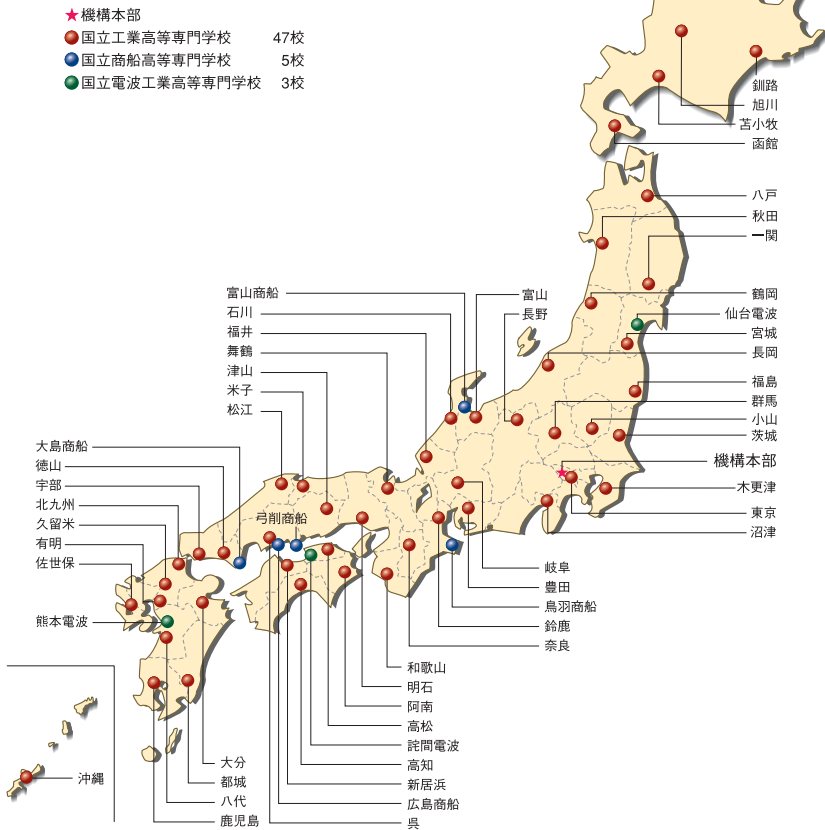 ★機構本部
国立工業高等専門学校 47校
国立商船高等専門学校 5校
国立電波工業高等専門学校 3校
釧路
旭川
苫小牧
函館
八戸
秋田
一関
鶴岡
仙台電波
宮城
長岡
福島
群馬
小山
茨城
機構本部
木更津
東京
沼津
富山商船
石川
福井
舞鶴
津山
米子
松江
富山
長野
大島商船
徳山
宇部
北九州
久留米
有明
佐世保
熊本電波
弓削商船
岐阜
豊田
鳥羽商船
鈴鹿
奈良
和歌山
明石
阿南
高松
詫間電波
高知
新居浜
広島商船
呉
大分
都城
八代
鹿児島
沖縄